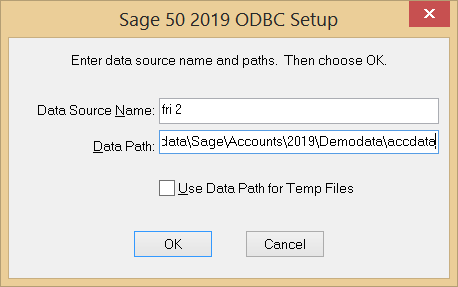 Sage 50 2019 ODBC Setup
Enter data source name and paths. Then choose OK.
Data Source Name: fri 2
Data Path: data\Sage\Accounts\2019\Demodata\accdata
Use Data Path for Temp Files
OK Cancel